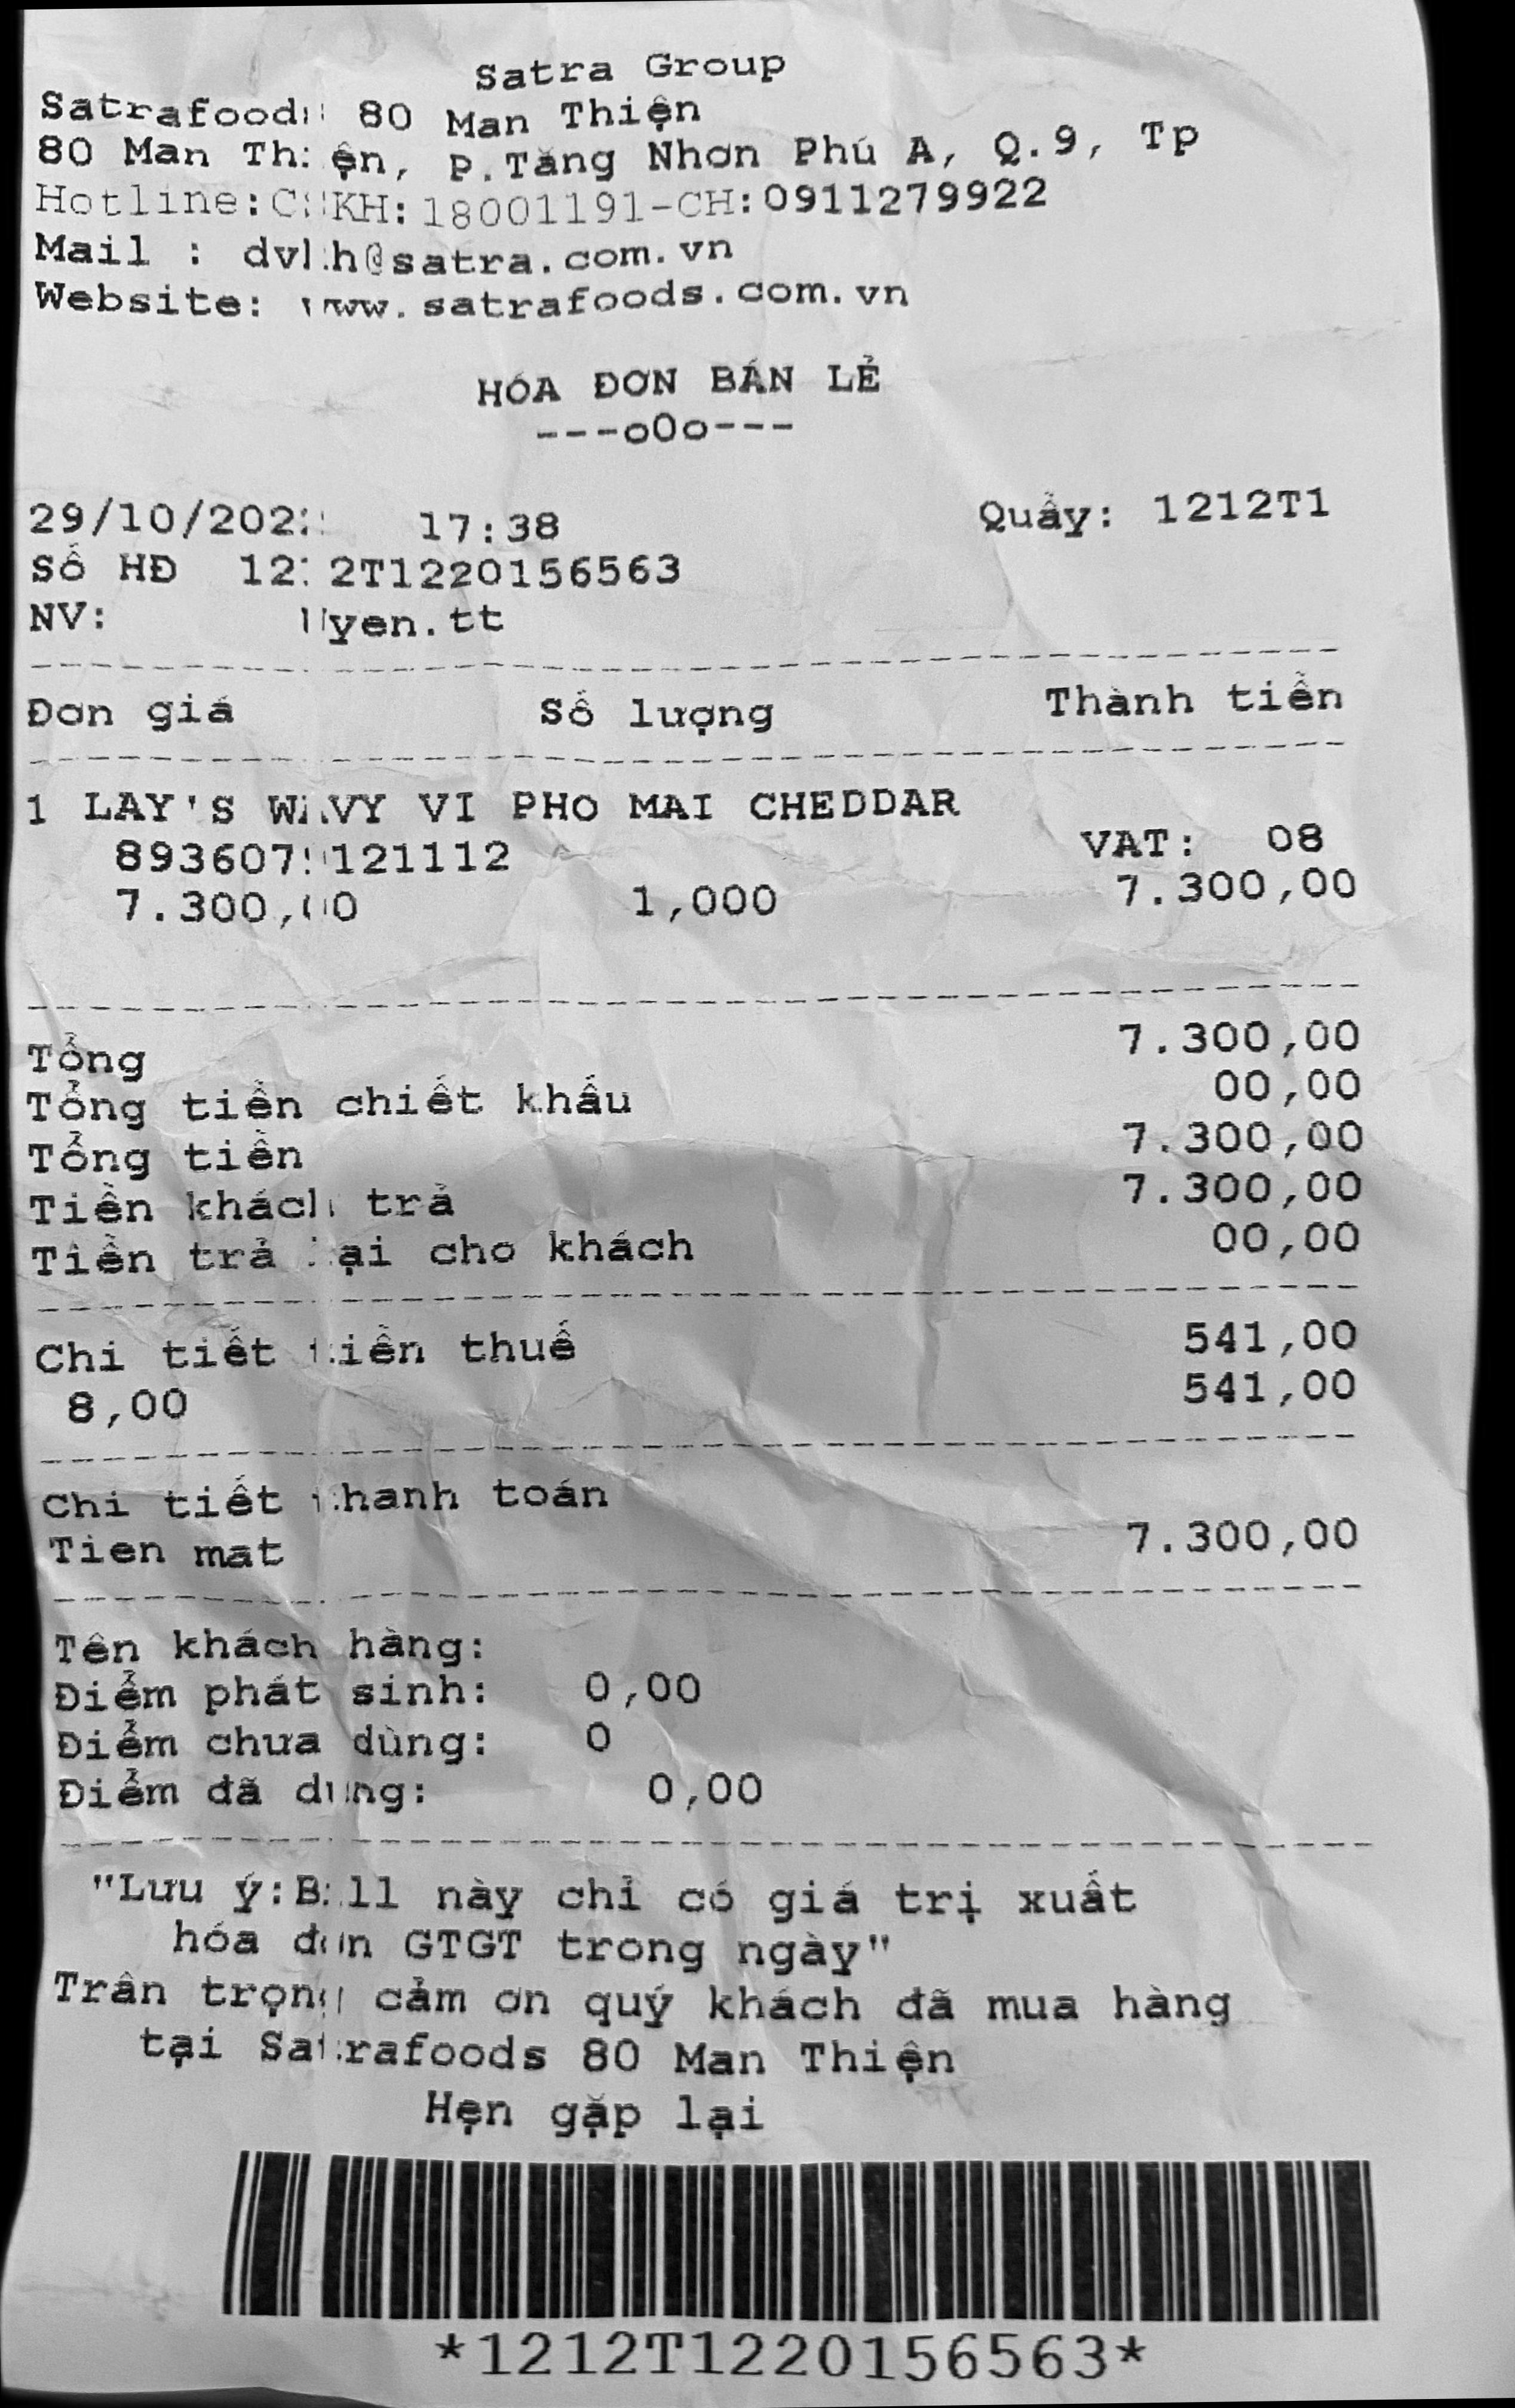 Satra Group
Satrafoods 80 Man Thiện
80 Man Thiện, P.Tăng Nhơn Phú A, Q.9, Tp
Hotline:CSKH:18001191-CH:0911279922
Mail : dvkh@satra.com.vn
Website: www.satrafoods.com.vn
HÓA ĐƠN BÁN LẺ
---oOo---
17:38 Quầy: 1212T1
Số HĐ 1212T1220156563
NV: Uyen.tt
Đơn giá Số lượng Thành tiền
1 LAY'S WAVY VI PHO MAI CHEDDAR
8936079121112 VAT: 08
7.300,00 1,000 7.300,00
Tổng 7.300,00
Tổng tiền chiết khấu 00,00
Tổng tiền 7.300,00
Tiền khách trả 7.300,00
Tiền trả lại cho khách 00,00
Chi tiết tiền thuế 541,00
8,00 541,00
Chi tiết thanh toán
Tien mat 7.300,00
Tên khách hàng:
Điểm phát sinh: 0,00
Điểm chưa dùng: 0
Điểm đã dùng: 0,00
"Lưu ý:Bill này chỉ có giá trị xuất
hóa đơn GTGT trong ngày"
Trân trọng cảm ơn quý khách đã mua hàng
tại Satrafoods 80 Man Thiện
Hẹn gặp lại
*1212T1220156563*